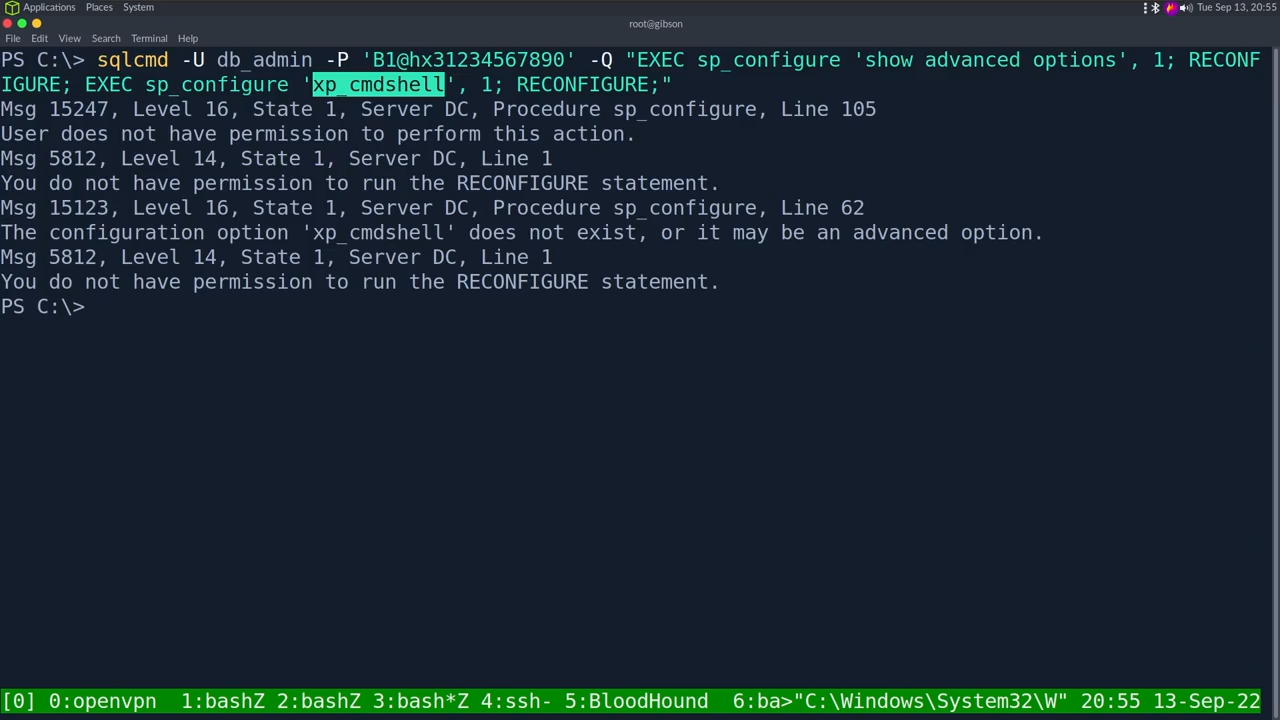 Applications Places System
Tue Sep 13, 20:55
root@gibson
File Edit View Search Terminal Help
PS C:\> sqlcmd -U db_admin -P 'B1@hx31234567890' -Q "EXEC sp_configure 'show advanced options', 1; RECONF
IGURE; EXEC sp_configure 'xp_cmdshell', 1; RECONFIGURE;"
Msg 15247, Level 16, State 1, Server DC, Procedure sp_configure, Line 105
User does not have permission to perform this action.
Msg 5812, Level 14, State 1, Server DC, Line 1
You do not have permission to run the RECONFIGURE statement.
Msg 15123, Level 16, State 1, Server DC, Procedure sp_configure, Line 62
The configuration option 'xp_cmdshell' does not exist, or it may be an advanced option.
Msg 5812, Level 14, State 1, Server DC, Line 1
You do not have permission to run the RECONFIGURE statement.
PS C:\>
[0] 0:openvpn 1:bashZ 2:bashZ 3:bash*Z 4:ssh- 5:BloodHound 6:ba>"C:\Windows\System32\W" 20:55 13-Sep-22